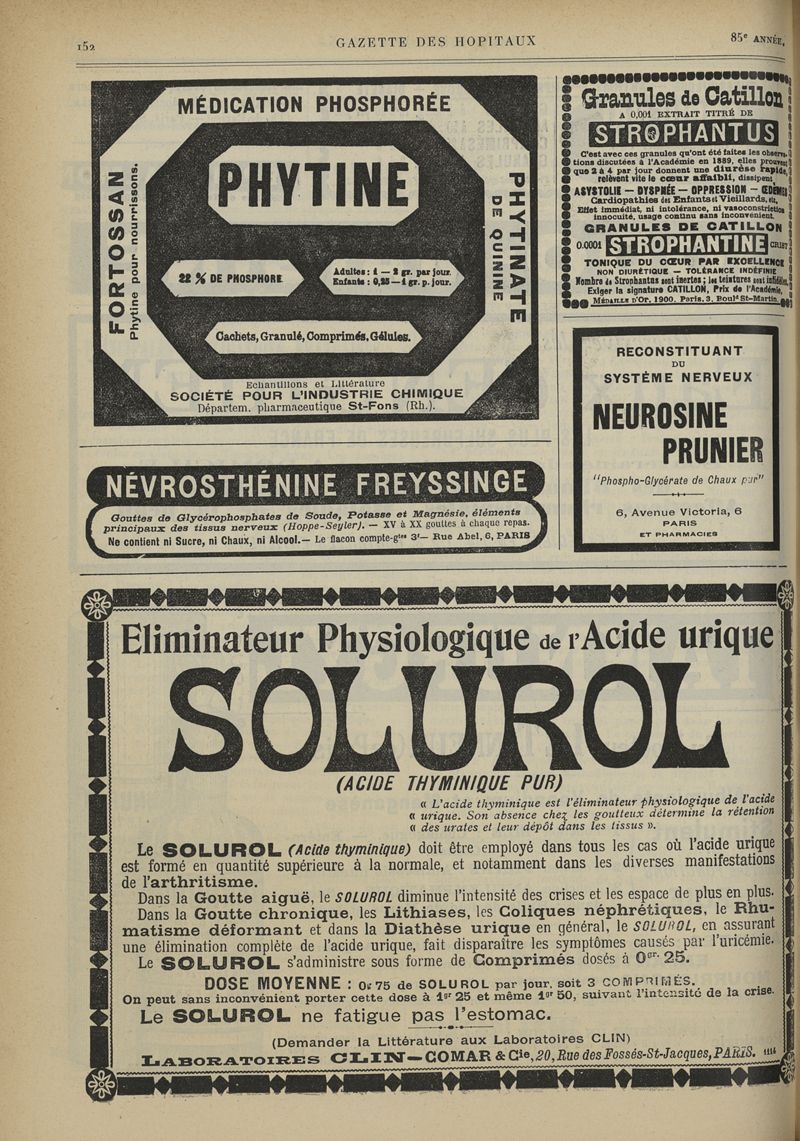 152
GAZETTE DES HOPITAUX
85e ANNÉE,
MÉDICATION PHOSPHORÉE
PHYTINE
FORTOSSAN
Phytine pour nourrissons.
PHYTINATE
DE QUININE
22 % DE PHOSPHORE
Adultes : 1 — 2 gr. par jour.
Enfants : 0,25 — 1 gr. p. jour.
Cachets, Granulé, Comprimés, Gélules.
Echantillons et Littérature
SOCIÉTÉ POUR L'INDUSTRIE CHIMIQUE
Départem. pharmaceutique St-Fons (Rh.).
Granules de Catillon
A 0,001 EXTRAIT TITRÉ DE
STROPHANTUS
C'est avec ces granules qu'ont été faites les observa-
tions discutées à l'Académie en 1889, elles prouvent
que 2 à 4 par jour donnent une diurèse rapide,
relèvent vite le cœur affaibli, dissipent
ASYSTOLIE — DYSPNÉE — OPPRESSION — ŒDÈMES
Cardiopathies des Enfants et Vieillards, etc.
Effet immédiat, ni intolérance, ni vasoconstriction
innocuité, usage continu sans inconvénient
GRANULES DE CATILLON
0.0001 STROPHANTINE CRIST
TONIQUE DU CŒUR PAR EXCELLENCE
NON DIURÉTIQUE — TOLÉRANCE INDÉFINIE
Nombre de Strophantus sont inertes ; les teintures sont infidèles,
Exiger la signature CATILLON, Prix de l'Académie,
MÉDAILLE D'OR. 1900. Paris, 3, Bould St-Martin.
RECONSTITUANT
DU
SYSTÈME NERVEUX
NEUROSINE
PRUNIER
"Phospho-Glycérate de Chaux pur"
6, Avenue Victoria, 6
PARIS
ET PHARMACIES
NÉVROSTHÉNINE FREYSSINGE
Gouttes de Glycérophosphates de Soude, Potasse et Magnésie, éléments
principaux des tissus nerveux (Hoppe-Seyler). — XV à XX gouttes à chaque repas.
Ne contient ni Sucre, ni Chaux, ni Alcool. — Le flacon compte-gtes 3f — Rue Abel, 6, PARIS
Eliminateur Physiologique de l'Acide urique
SOLUROL
(ACIDE THYMINIQUE PUR)
« L'acide thyminique est l'éliminateur physiologique de l'acide
« urique. Son absence chez les goutteux détermine la rétention
« des urates et leur dépôt dans les tissus ».
Le SOLUROL (Acide thyminique) doit être employé dans tous les cas où l'acide urique
est formé en quantité supérieure à la normale, et notamment dans les diverses manifestations
de l'arthritisme.
Dans la Goutte aiguë, le SOLUROL diminue l'intensité des crises et les espace de plus en plus.
Dans la Goutte chronique, les Lithiases, les Coliques néphrétiques, le Rhu-
matisme déformant et dans la Diathèse urique en général, le SOLUROL, en assurant
une élimination complète de l'acide urique, fait disparaître les symptômes causés par l'uricémie.
Le SOLUROL s'administre sous forme de Comprimés dosés à 0gr. 25.
DOSE MOYENNE : 0gr 75 de SOLUROL par jour, soit 3 COMPRIMÉS.
On peut sans inconvénient porter cette dose à 1gr 25 et même 1gr 50, suivant l'intensité de la crise.
Le SOLUROL ne fatigue pas l'estomac.
(Demander la Littérature aux Laboratoires CLIN)
LABORATOIRES CLIN — COMAR & Cie, 20, Rue des Fossés-St-Jacques, PARIS.